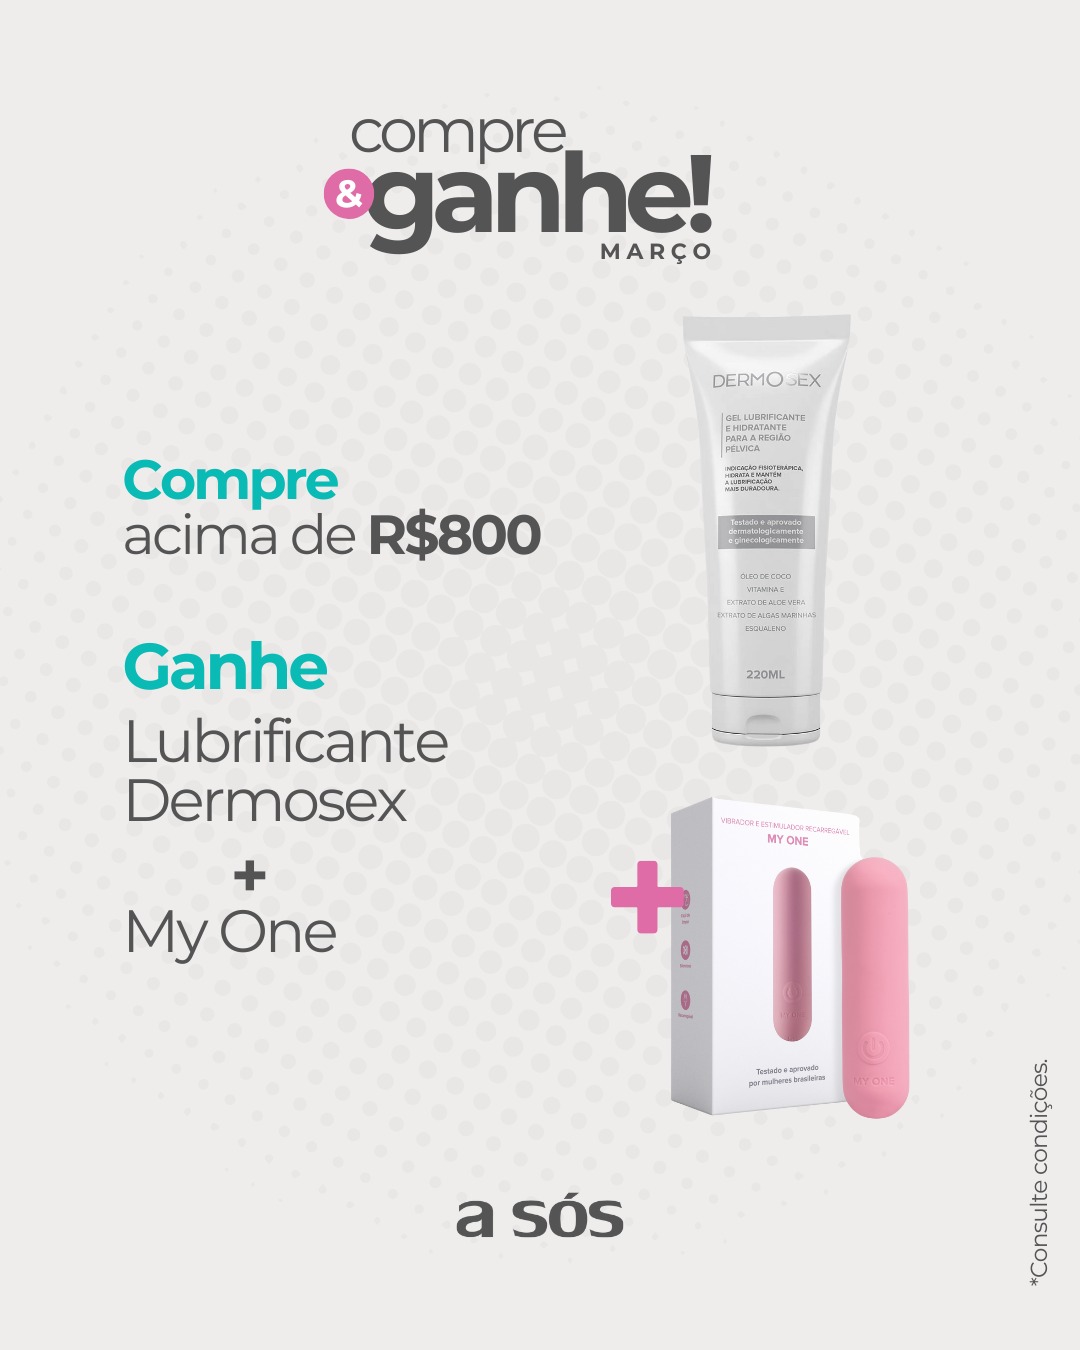 compre
& ganhe!
MARÇO
Compre
acima de R$800
Ganhe
Lubrificante
Dermosex
+
My One
DERMOSEX
GEL LUBRIFICANTE
E HIDRATANTE
PARA A REGIÃO
PÉLVICA
INDICAÇÃO FISIOTERÁPICA,
HIDRATA E MANTÉM
A LUBRIFICAÇÃO
MAIS DURADOURA.
Testado e aprovado
dermatologicamente
e ginecologicamente
ÓLEO DE COCO
VITAMINA E
EXTRATO DE ALOE VERA
EXTRATO DE ALGAS MARINHAS
ESQUALENO
220ML
VIBRADOR E ESTIMULADOR RECARREGÁVEL
MY ONE
MY ONE
Testado e aprovado
por mulheres brasileiras
MY ONE
a sós
*Consulte condições.